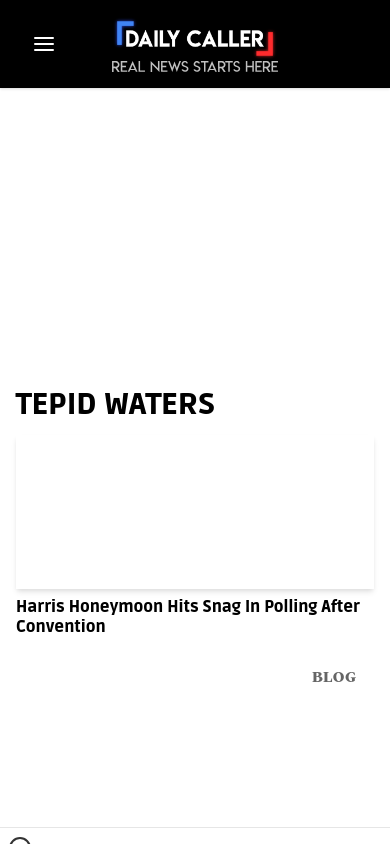 DAILY CALLER
REAL NEWS STARTS HERE
TEPID WATERS
Harris Honeymoon Hits Snag In Polling After
Convention
BLOG